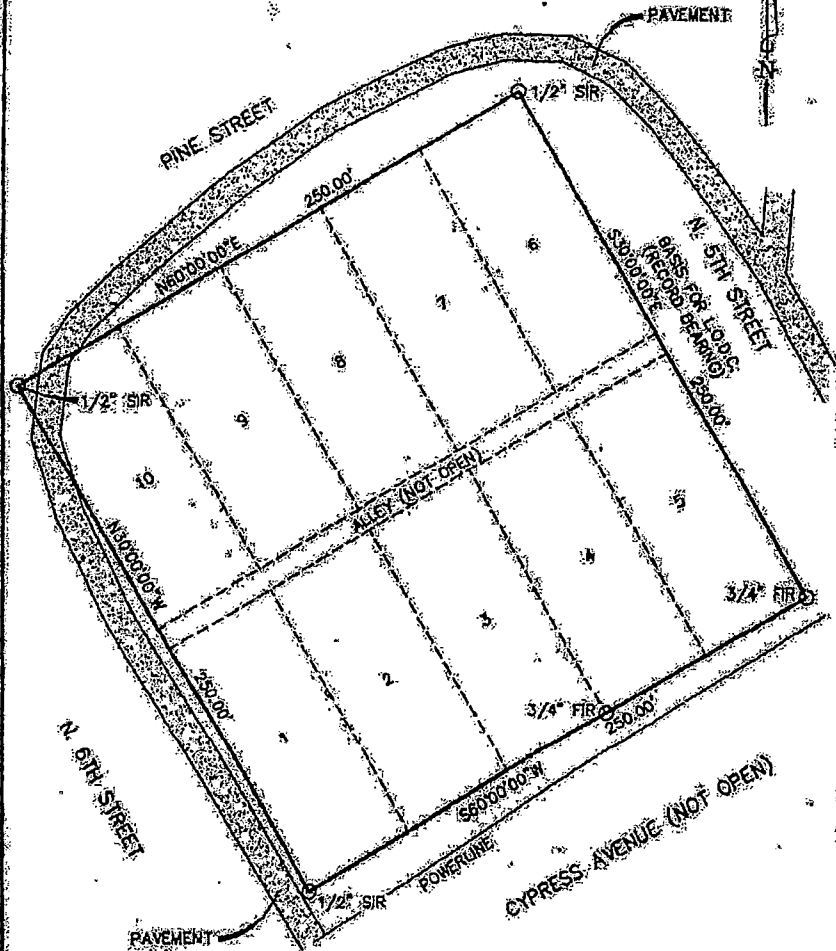 PAVEMENT
N
1/2" SIR
PINE STREET
250.00'
N60°00'00"E
6
7
8
9
10
N. 5TH STREET
S30°00'00"E
BASIS FOR L.O.D.C.
(RECORD BEARING)
250.00'
1/2" SIR
ALLEY (NOT OPEN)
N30°00'00"W
250.00'
5
4
3
2
1
3/4" FIR
3/4" FIR
250.00'
S60°00'00"W
N. 6TH STREET
POWERLINE
CYPRESS AVENUE (NOT OPEN)
1/2" SIR
PAVEMENT